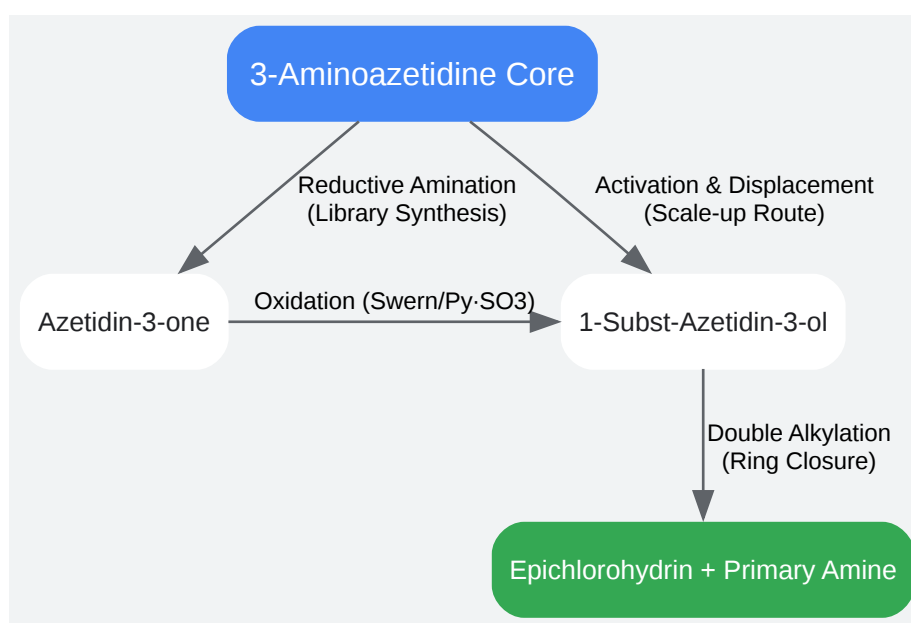 3-Aminoazetidine Core
Reductive Amination
(Library Synthesis)
Activation & Displacement
(Scale-up Route)
Azetidin-3-one
Oxidation (Swern/Py·SO3)
1-Subst-Azetidin-3-ol
Double Alkylation
(Ring Closure)
Epichlorohydrin + Primary Amine